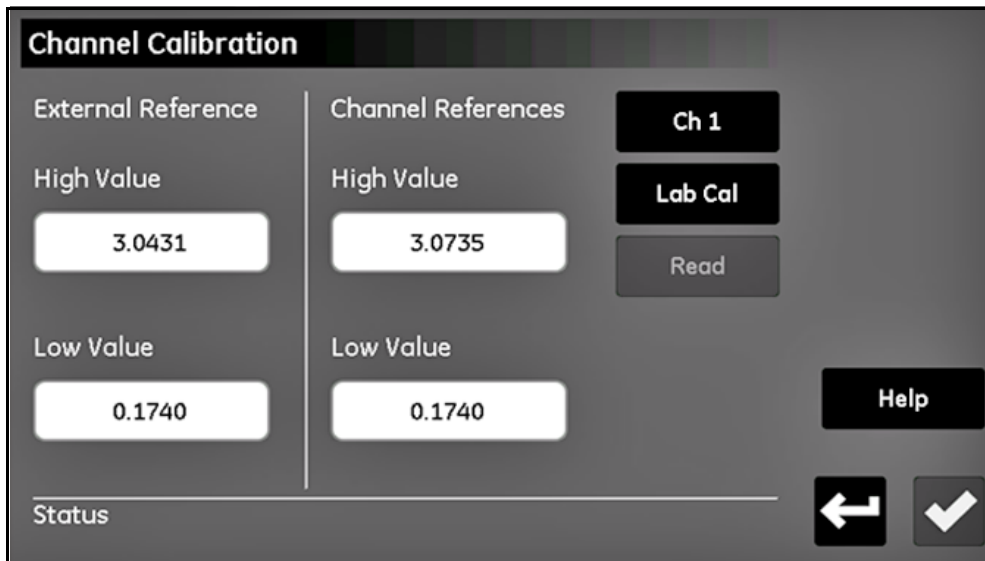 Channel Calibration
External Reference
High Value
3.0431
Low Value
0.1740
Channel References
High Value
3.0735
Low Value
0.1740
Ch 1
Lab Cal
Read
Help
Status